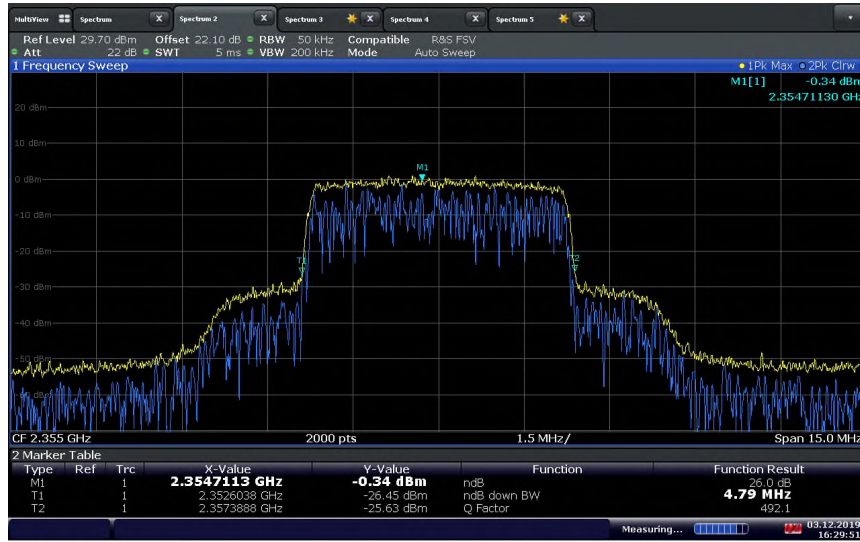 MultiView Spectrum X Spectrum 2 X Spectrum 3 X Spectrum 4 X Spectrum 5 X
Ref Level 29.70 dBm Offset 22.10 dB RBW 50 kHz Compatible R&S FSV
Att 22 dB SWT 5 ms VBW 200 kHz Mode Auto Sweep
1 Frequency Sweep 1Pk Max 2Pk Clrw
M1[1] -0.34 dBm
2.35471130 GHz
20 dBm
10 dBm
M1
0 dBm
-10 dBm
-20 dBm
T1 T2
-30 dBm
-40 dBm
-50 dBm
CF 2.355 GHz 2000 pts 1.5 MHz/ Span 15.0 MHz
2 Marker Table
Type Ref Trc X-Value Y-Value Function Function Result
M1 1 2.3547113 GHz -0.34 dBm ndB 26.0 dB
T1 1 2.3526038 GHz -26.45 dBm ndB down BW 4.79 MHz
T2 1 2.3573888 GHz -25.63 dBm Q Factor 492.1
Measuring... 03.12.2019
16:29:51